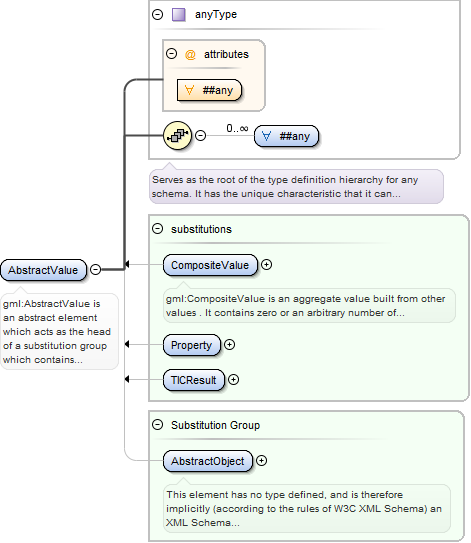 anyType
@ attributes
∀ ##any
0..∞
∀ ##any
Serves as the root of the type definition hierarchy for any
schema. It has the unique characteristic that it can...
substitutions
CompositeValue
gml:CompositeValue is an aggregate value built from other
values . It contains zero or an arbitrary number of...
AbstractValue
gml:AbstractValue is
an abstract element
which acts as the head
of a substitution group
which contains...
Property
TICResult
Substitution Group
AbstractObject
This element has no type defined, and is therefore
implicitly (according to the rules of W3C XML Schema) an
XML Schema...